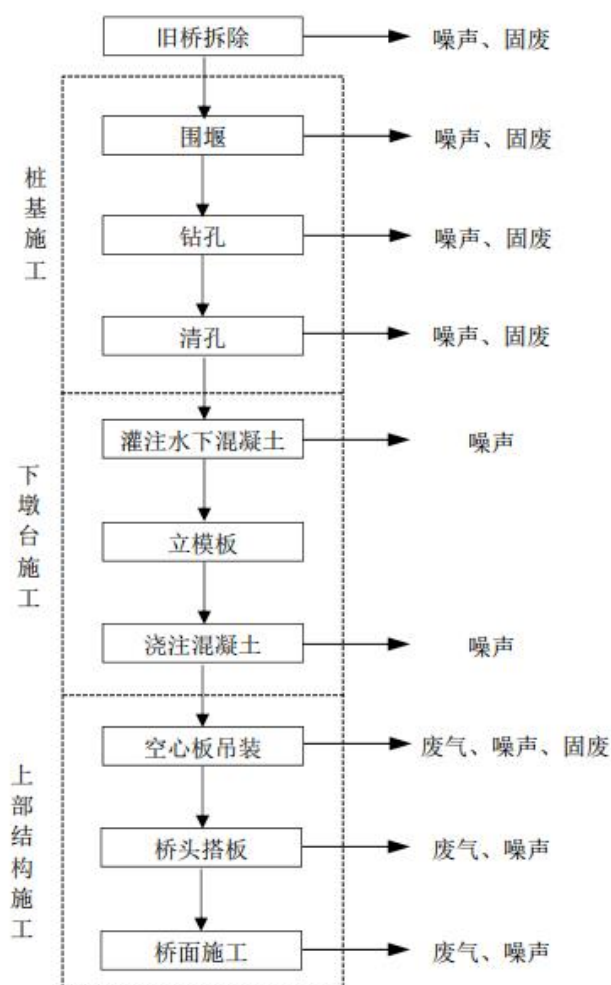 旧桥拆除
噪声、固废
桩基施工
围堰
噪声、固废
钻孔
噪声、固废
清孔
噪声、固废
下墩台施工
灌注水下混凝土
噪声
立模板
浇注混凝土
噪声
上部结构施工
空心板吊装
废气、噪声、固废
桥头搭板
废气、噪声
桥面施工
废气、噪声